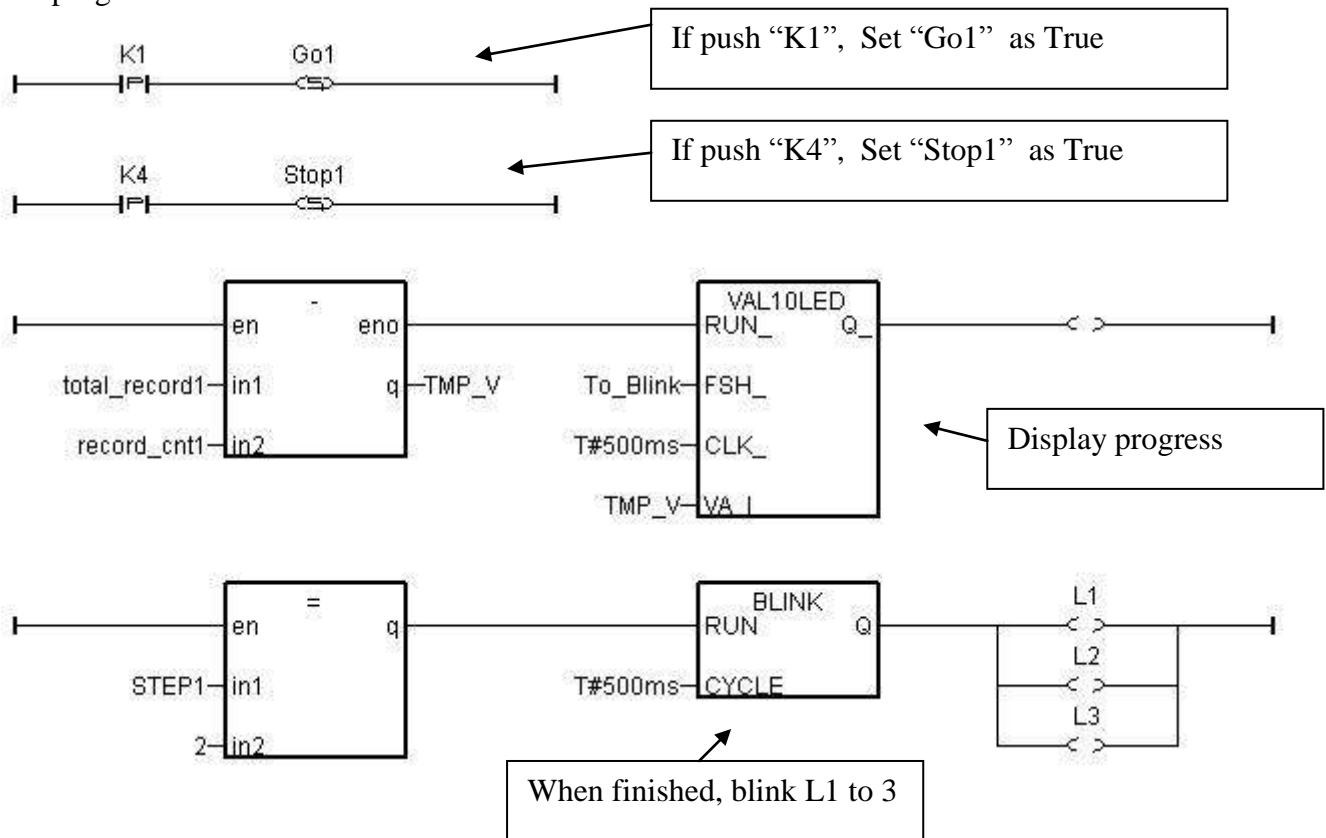 If push “K1”, Set “Go1” as True
K1 Go1
P S
If push “K4”, Set “Stop1” as True
K4 Stop1
P S
- VAL10LED
en eno RUN_ Q_
total_record1 in1 q TMP_V To_Blink FSH_
record_cnt1 in2 T#500ms CLK_
Display progress
TMP_V
= BLINK L1
en q RUN Q
L2
STEP1 in1 T#500ms CYCLE
L3
2 in2
When finished, blink L1 to 3